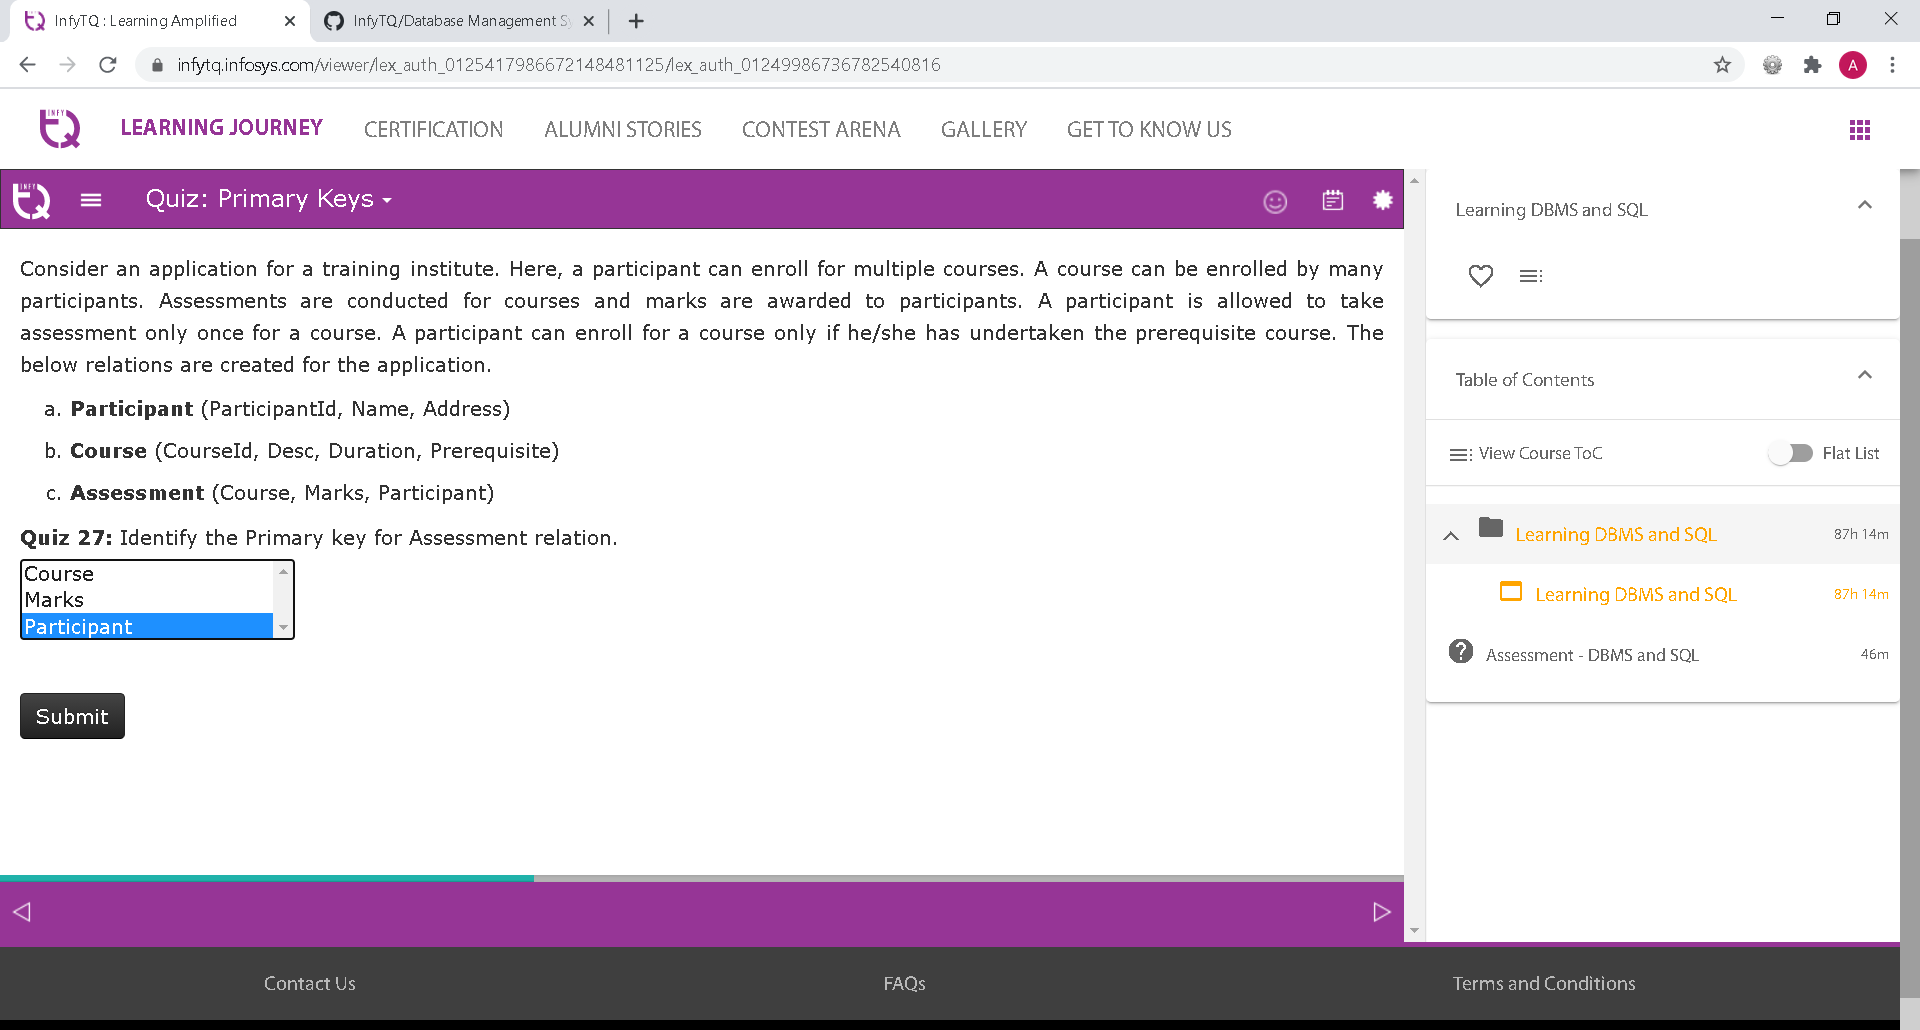 InfyTQ : Learning Amplified
InfyTQ/Database Management S
infytq.infosys.com/viewer/lex_auth_0125417986672148481125/lex_auth_01249986736782540816
A
INFY
LEARNING JOURNEY
CERTIFICATION
ALUMNI STORIES
CONTEST ARENA
GALLERY
GET TO KNOW US
INFY
Quiz: Primary Keys
Consider an application for a training institute. Here, a participant can enroll for multiple courses. A course can be enrolled by many
participants. Assessments are conducted for courses and marks are awarded to participants. A participant is allowed to take
assessment only once for a course. A participant can enroll for a course only if he/she has undertaken the prerequisite course. The
below relations are created for the application.
a. Participant (ParticipantId, Name, Address)
b. Course (CourseId, Desc, Duration, Prerequisite)
c. Assessment (Course, Marks, Participant)
Quiz 27: Identify the Primary key for Assessment relation.
Course
Marks
Participant
Submit
Learning DBMS and SQL
Table of Contents
View Course ToC
Flat List
Learning DBMS and SQL 87h 14m
Learning DBMS and SQL 87h 14m
Assessment - DBMS and SQL 46m
Contact Us
FAQs
Terms and Conditions